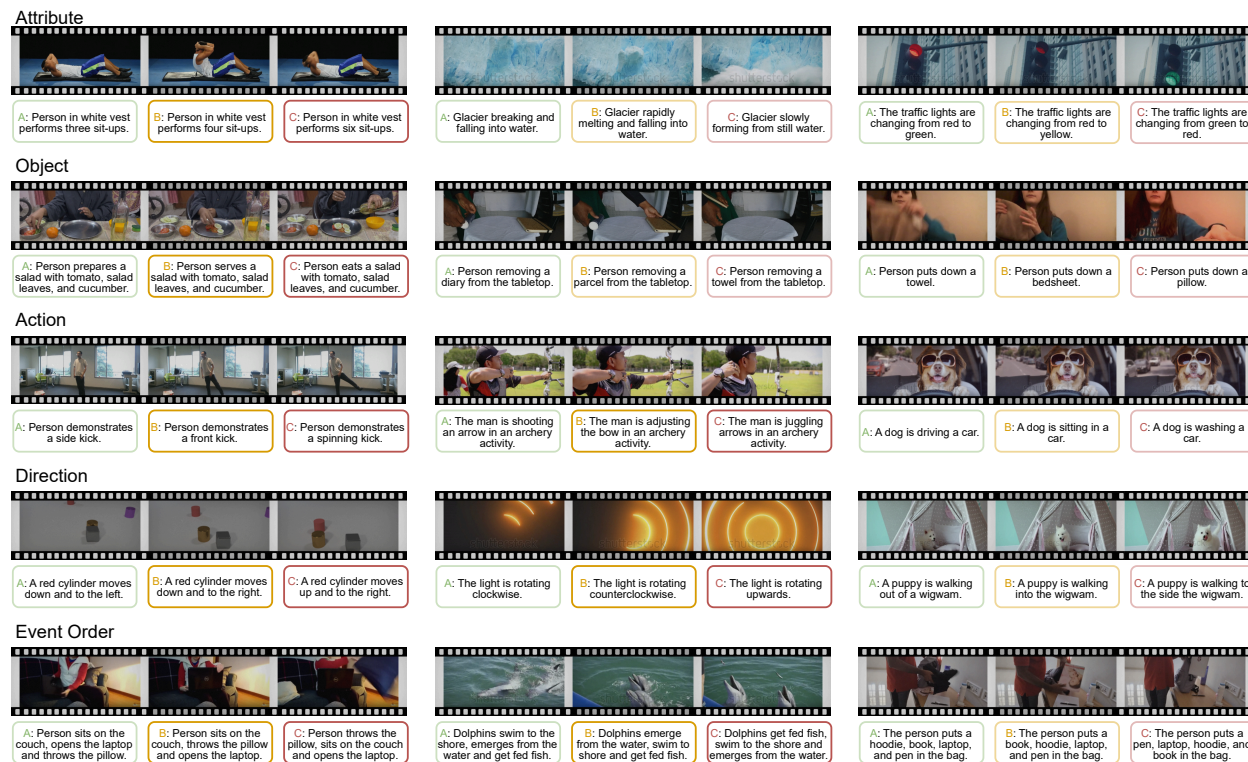 Attribute
A: Person in white vest
performs three sit-ups.
B: Person in white vest
performs four sit-ups.
C: Person in white vest
performs six sit-ups.
A: Glacier breaking and
falling into water.
B: Glacier rapidly
melting and falling into
water.
C: Glacier slowly
forming from still water.
A: The traffic lights are
changing from red to
green.
B: The traffic lights are
changing from red to
yellow.
C: The traffic lights are
changing from green to
red.
Object
A: Person prepares a
salad with tomato, salad
leaves, and cucumber.
B: Person serves a
salad with tomato, salad
leaves, and cucumber.
C: Person eats a salad
with tomato, salad
leaves, and cucumber.
A: Person removing a
diary from the tabletop.
B: Person removing a
parcel from the tabletop.
C: Person removing a
towel from the tabletop.
A: Person puts down a
towel.
B: Person puts down a
bedsheet.
C: Person puts down a
pillow.
Action
A: Person demonstrates
a side kick.
B: Person demonstrates
a front kick.
C: Person demonstrates
a spinning kick.
A: The man is shooting
an arrow in an archery
activity.
B: The man is adjusting
the bow in an archery
activity.
C: The man is juggling
arrows in an archery
activity.
A: A dog is driving a car.
B: A dog is sitting in a
car.
C: A dog is washing a
car.
Direction
A: A red cylinder moves
down and to the left.
B: A red cylinder moves
down and to the right.
C: A red cylinder moves
up and to the right.
A: The light is rotating
clockwise.
B: The light is rotating
counterclockwise.
C: The light is rotating
upwards.
A: A puppy is walking
out of a wigwam.
B: A puppy is walking
into the wigwam.
C: A puppy is walking to
the side the wigwam.
Event Order
A: Person sits on the
couch, opens the laptop
and throws the pillow.
B: Person sits on the
couch, throws the pillow
and opens the laptop.
C: Person throws the
pillow, sits on the couch
and opens the laptop.
A: Dolphins swim to the
shore, emerges from the
water and get fed fish.
B: Dolphins emerge
from the water, swim to
shore and get fed fish.
C: Dolphins get fed fish,
swim to the shore and
emerges from the water.
A: The person puts a
hoodie, book, laptop,
and pen in the bag.
B: The person puts a
book, hoodie, laptop,
and pen in the bag.
C: The person puts a
pen, laptop, hoodie, and
book in the bag.